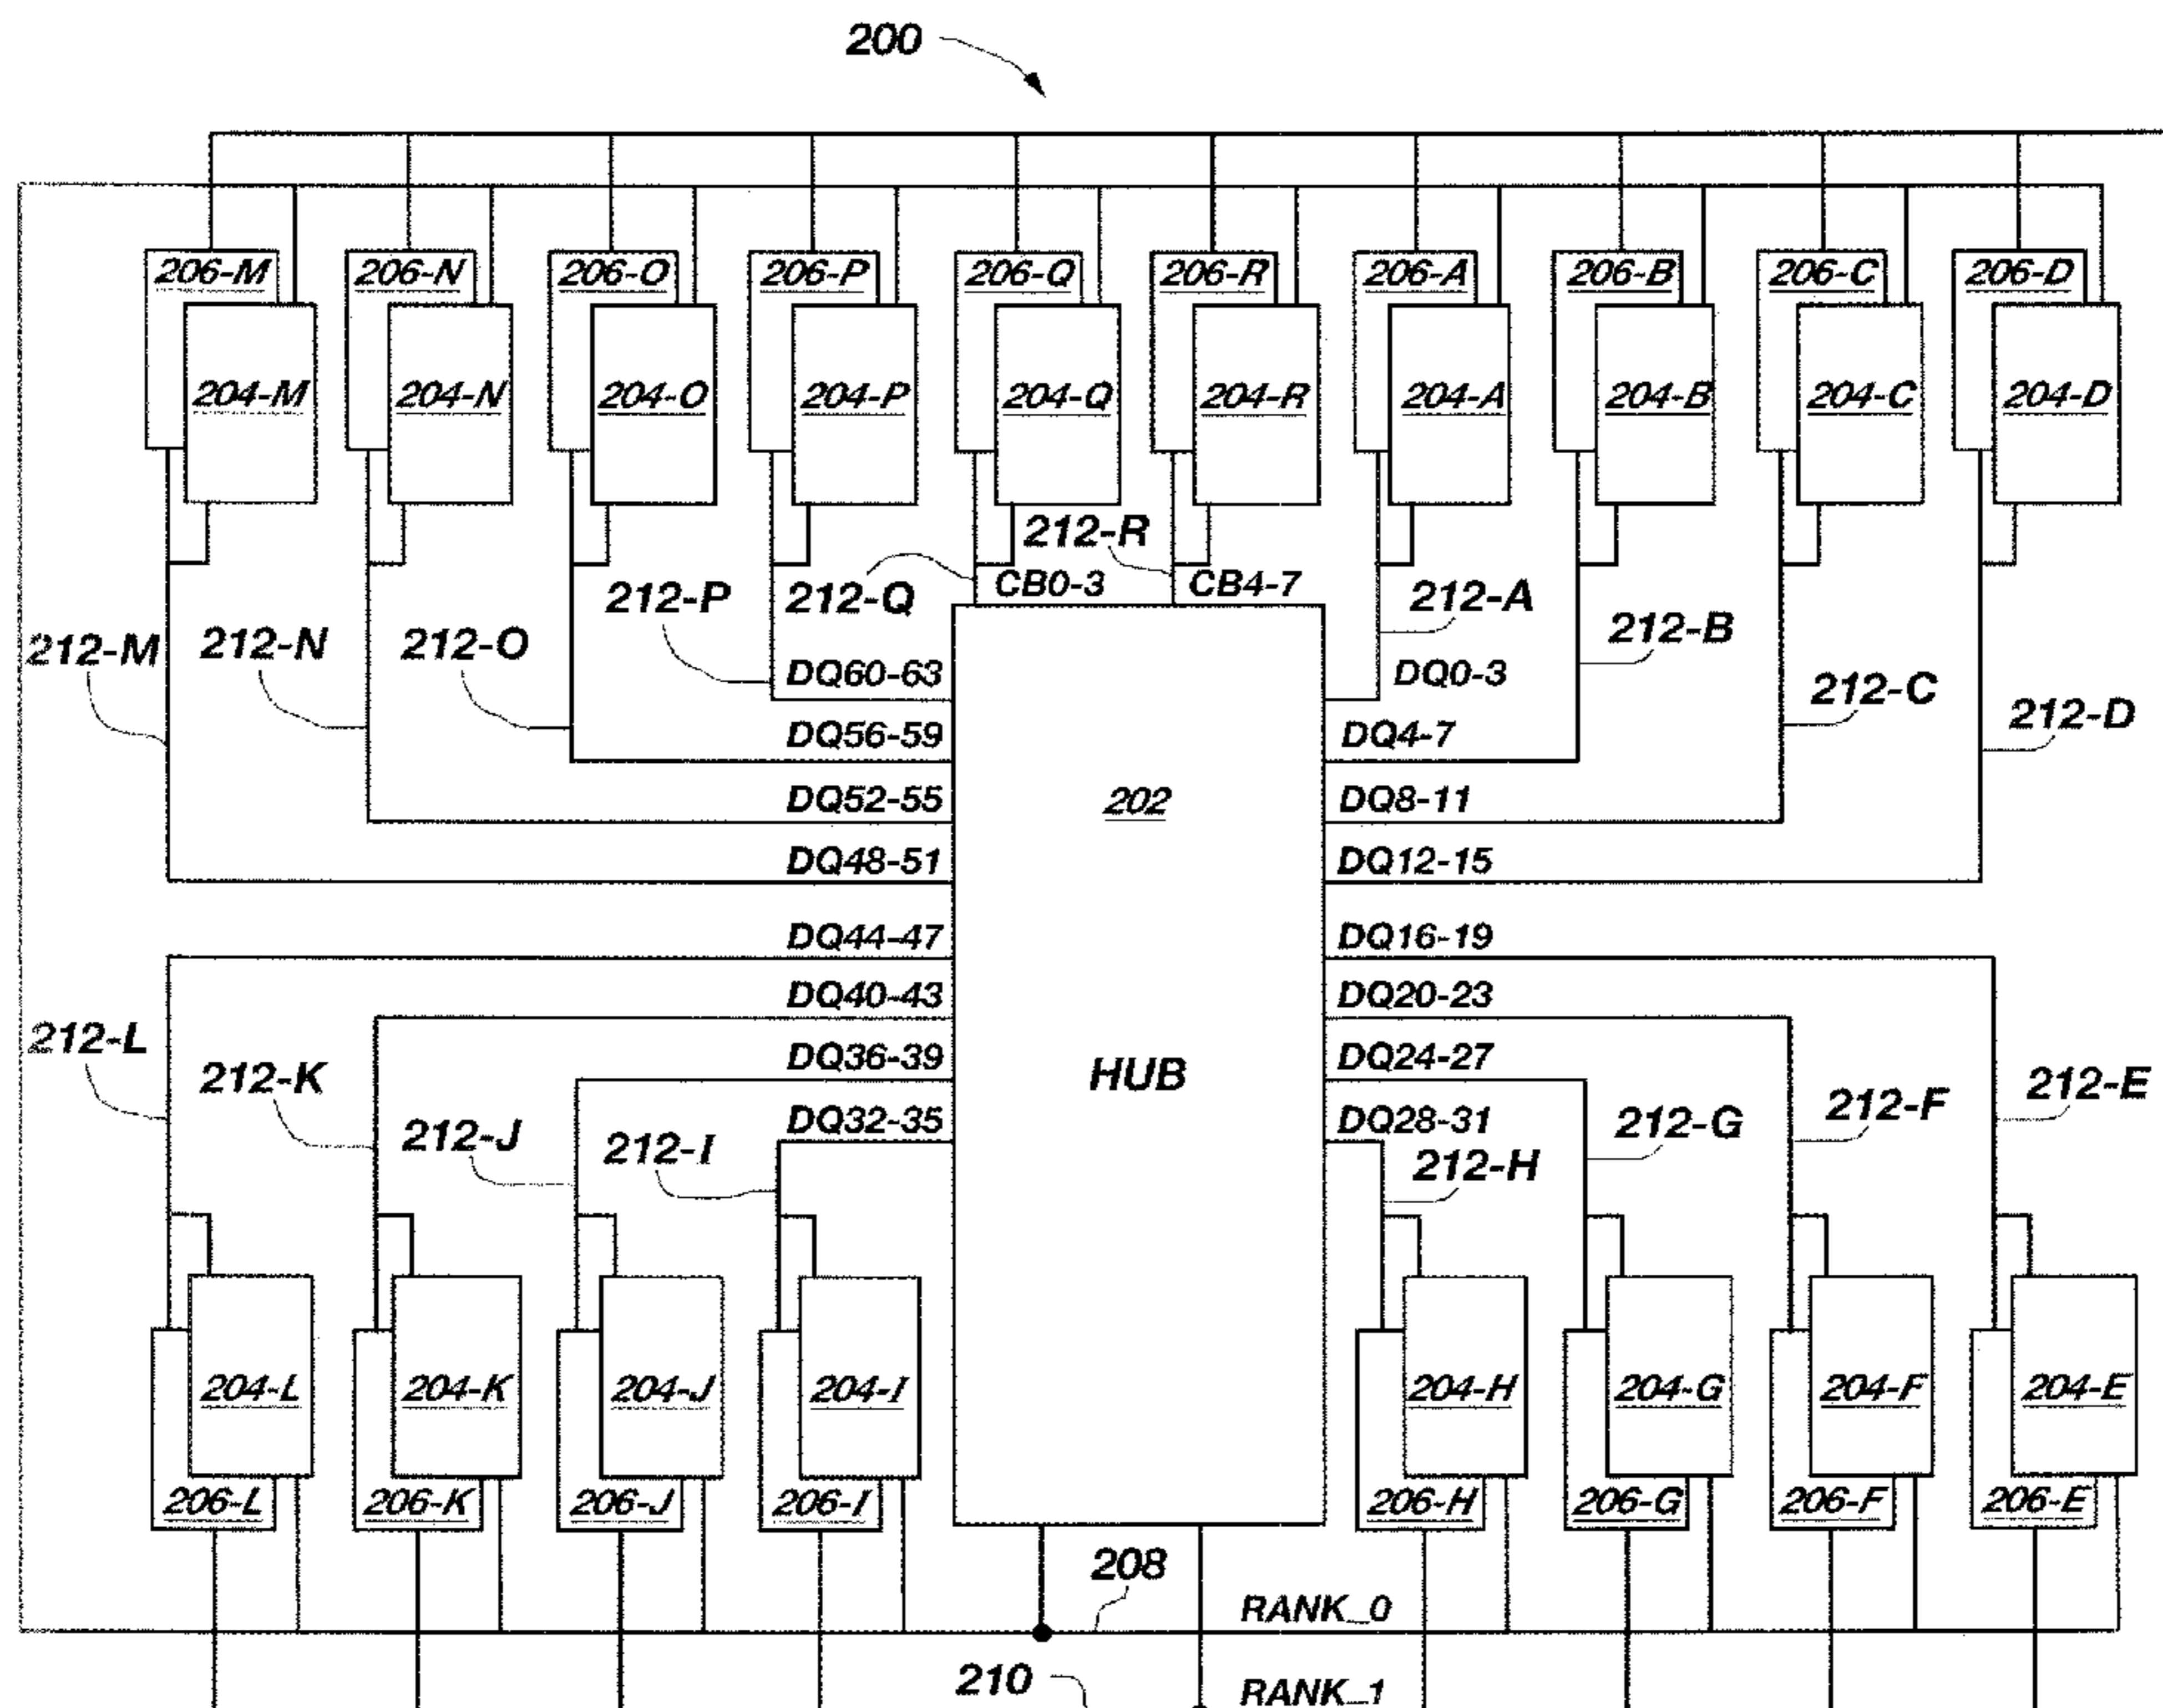 200
206-M 206-N 206-O 206-P 206-Q 206-R 206-A 206-B 206-C 206-D
204-M 204-N 204-O 204-P 204-Q 204-R 204-A 204-B 204-C 204-D
212-R
212-P 212-Q CB0-3 CB4-7 212-A
212-M 212-N 212-O 212-B
DQ60-63 DQ0-3 212-C
212-D
DQ56-59 DQ4-7
DQ52-55 202 DQ8-11
DQ48-51 DQ12-15
DQ44-47 DQ16-19
DQ40-43 DQ20-23
212-L DQ36-39 HUB DQ24-27
212-K 212-E
DQ32-35 DQ28-31 212-F
212-J 212-I 212-G
212-H
204-L 204-K 204-J 204-I 204-H 204-G 204-F 204-E
206-L 206-K 206-J 206-I 206-H 206-G 206-F 206-E
208
RANK_0
210
RANK_1